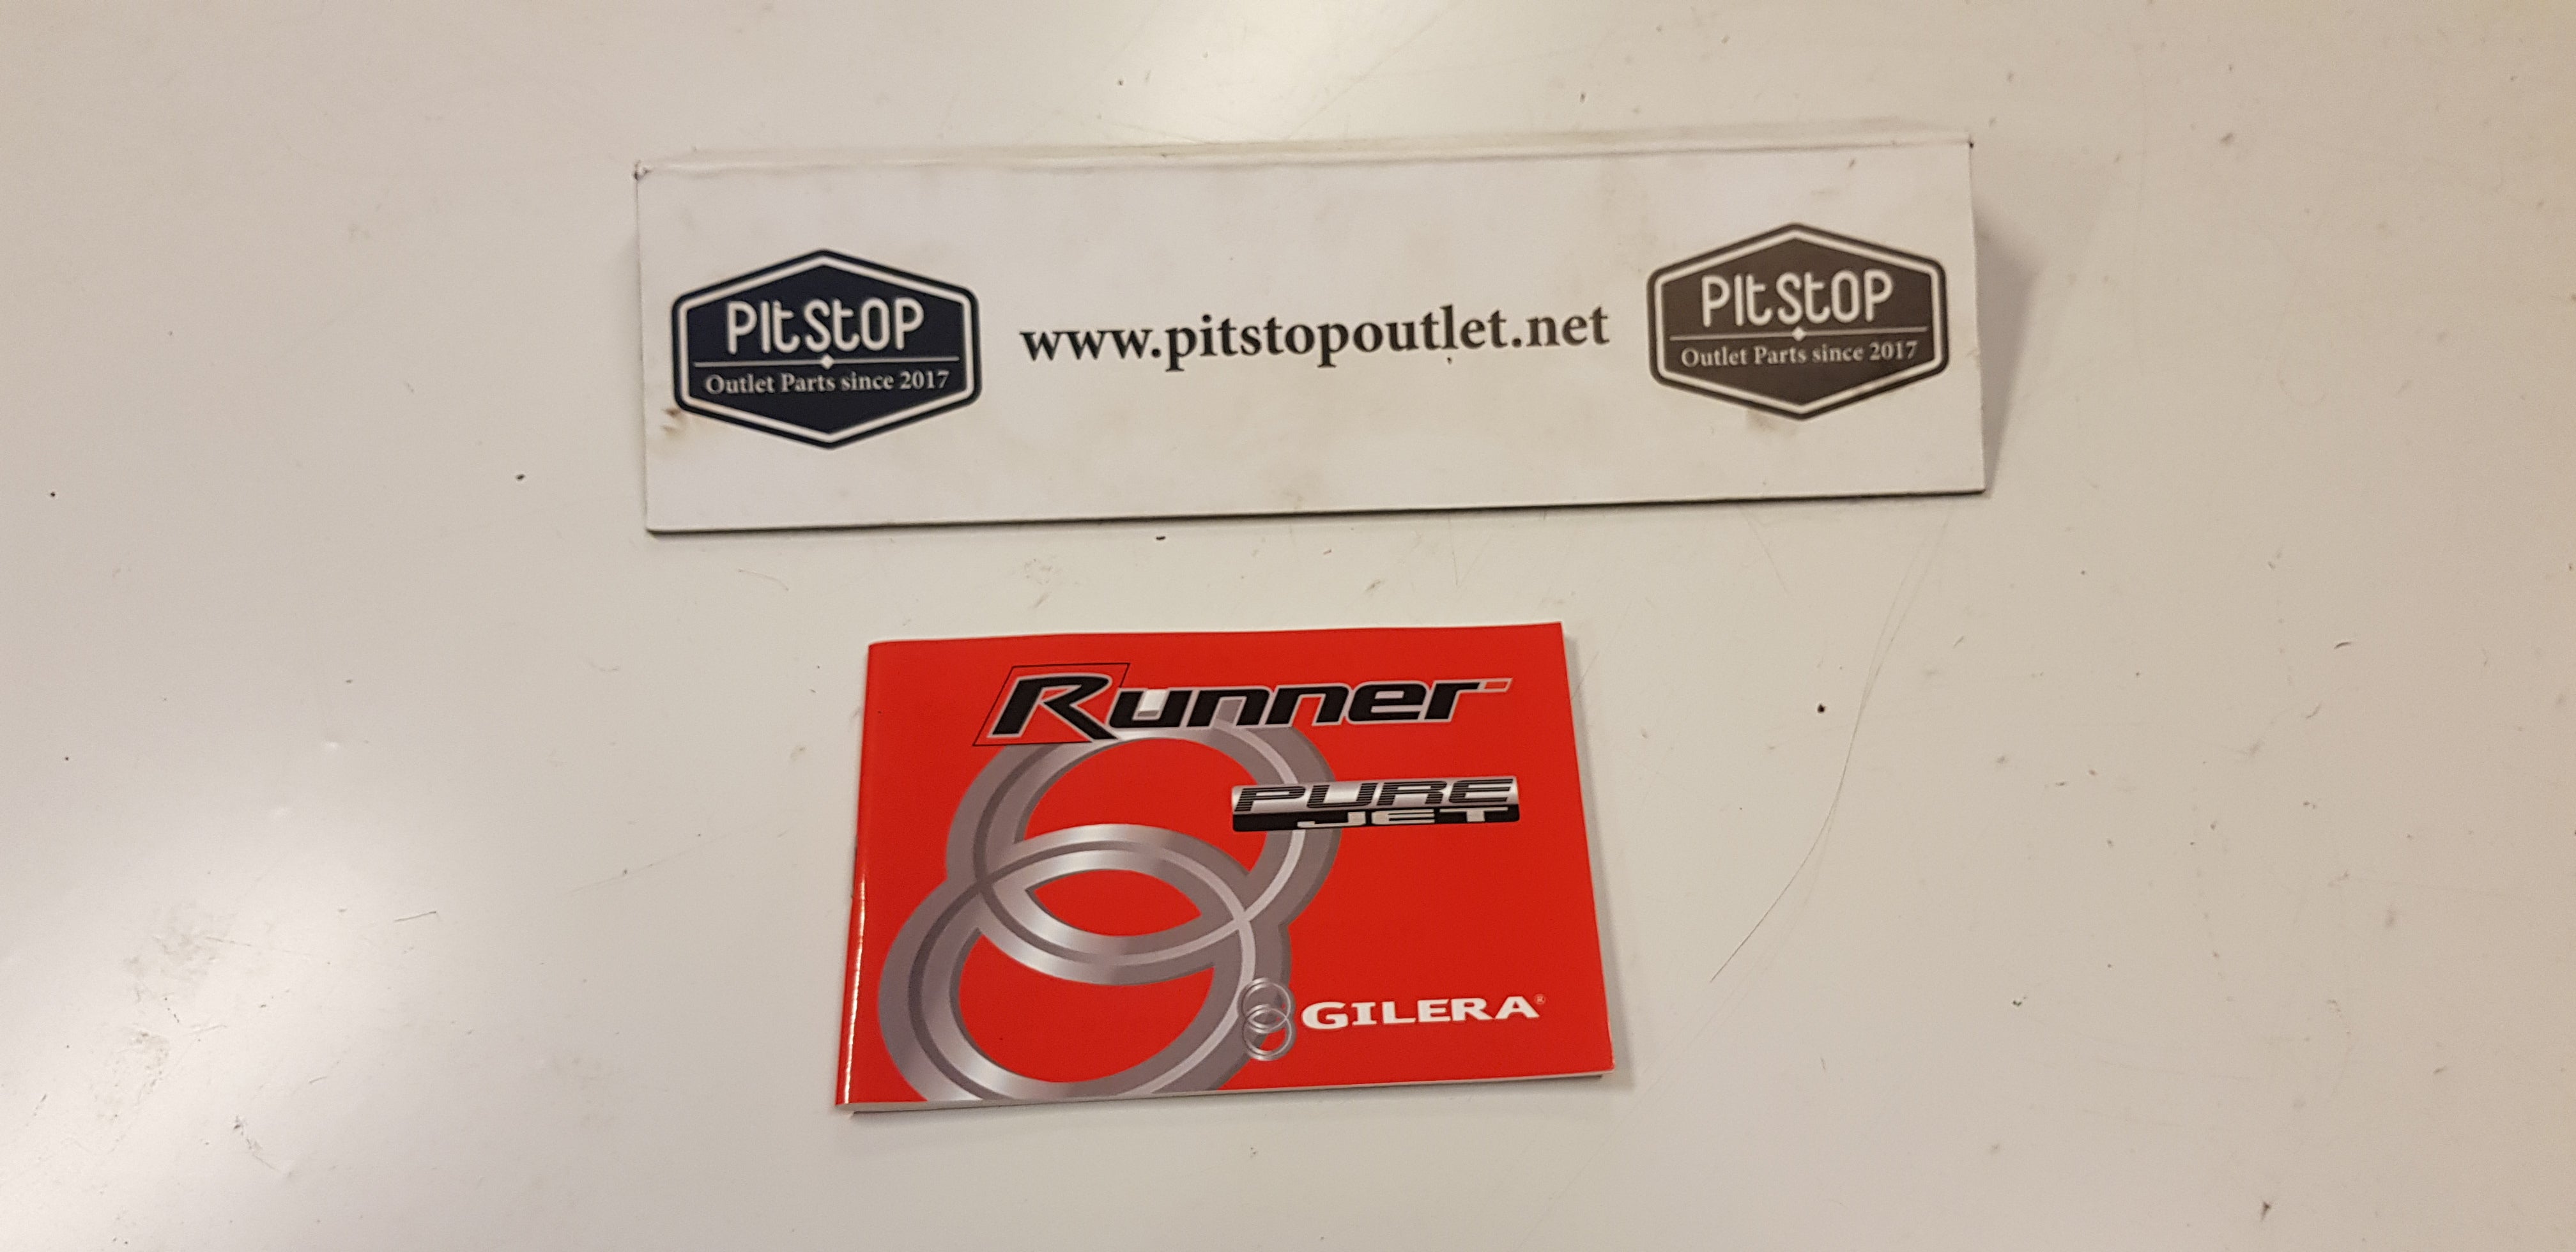 PitStOP
Outlet Parts since 2017
www.pitstopoutlet.net
PitStOP
Outlet Parts since 2017
Runner
PURE
JET
GILERA®